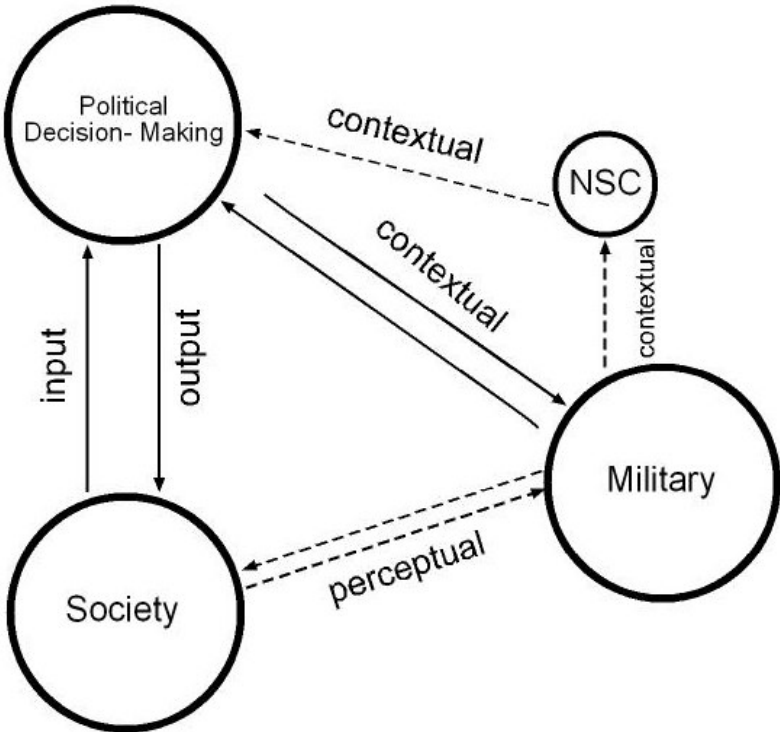 Political
Decision- Making
contextual
NSC
contextual
contextual
input
output
Military
perceptual
Society